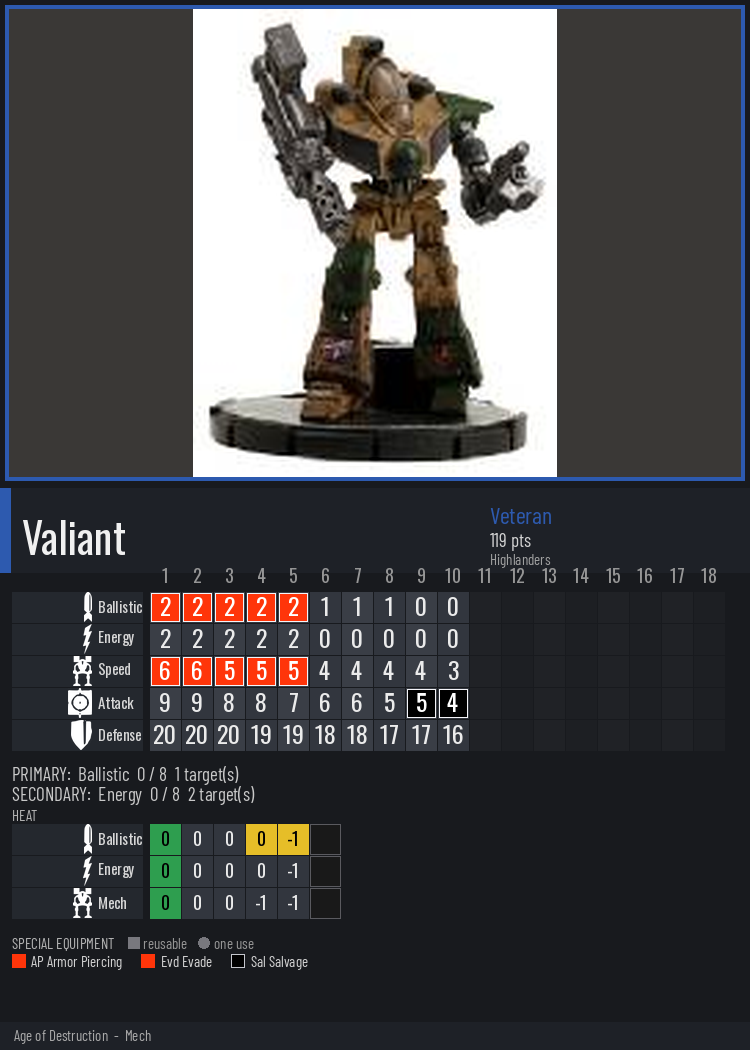 Valiant
Veteran
119 pts
Highlanders
1 2 3 4 5 6 7 8 9 10 11 12 13 14 15 16 17 18
Ballistic 2 2 2 2 2 1 1 1 0 0
Energy 2 2 2 2 2 0 0 0 0 0
Speed 6 6 5 5 5 4 4 4 4 3
Attack 9 9 8 8 7 6 6 5 5 4
Defense 20 20 20 19 19 18 18 17 17 16
PRIMARY: Ballistic 0 / 8 1 target(s)
SECONDARY: Energy 0 / 8 2 target(s)
HEAT
Ballistic 0 0 0 0 -1
Energy 0 0 0 0 -1
Mech 0 0 0 -1 -1
SPECIAL EQUIPMENT reusable one use
AP Armor Piercing Evd Evade Sal Salvage
Age of Destruction - Mech